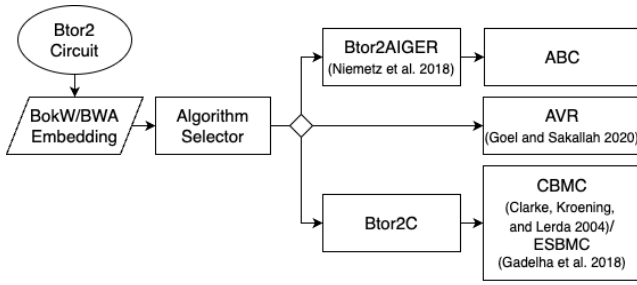 Btor2
Circuit
BokW/BWA
Embedding
Algorithm
Selector
Btor2AIGER
(Niemetz et al. 2018)
ABC
AVR
(Goel and Sakallah 2020)
Btor2C
CBMC
(Clarke, Kroening,
and Lerda 2004)/
ESBMC
(Gadelha et al. 2018)